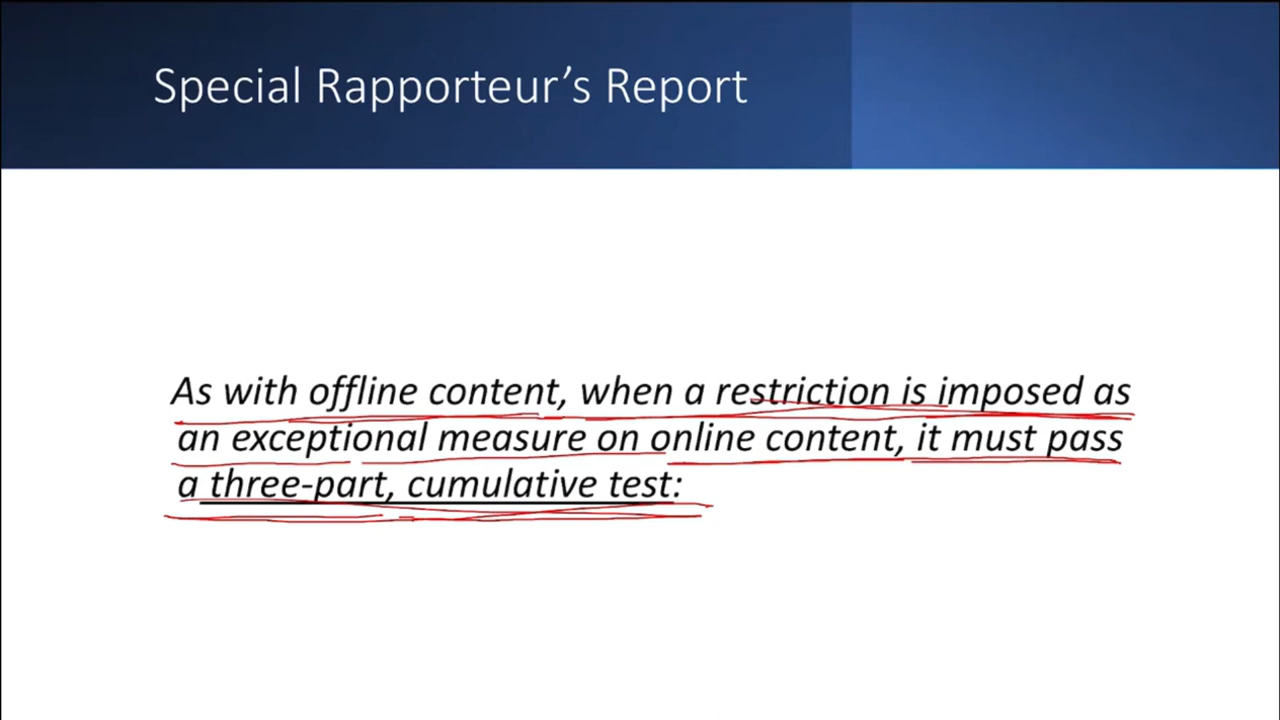 Special Rapporteur’s Report
As with offline content, when a restriction is imposed as
an exceptional measure on online content, it must pass
a three-part, cumulative test: